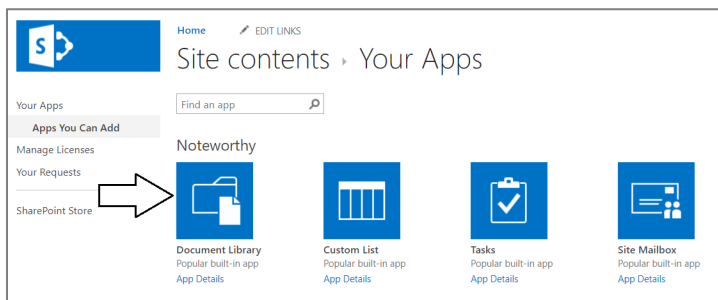 S
Home EDIT LINKS
Site contents ▸ Your Apps
Find an app
Your Apps
Apps You Can Add
Manage Licenses
Your Requests
SharePoint Store
Noteworthy
Document Library
Popular built-in app
App Details
Custom List
Popular built-in app
App Details
Tasks
Popular built-in app
App Details
Site Mailbox
Popular built-in app
App Details